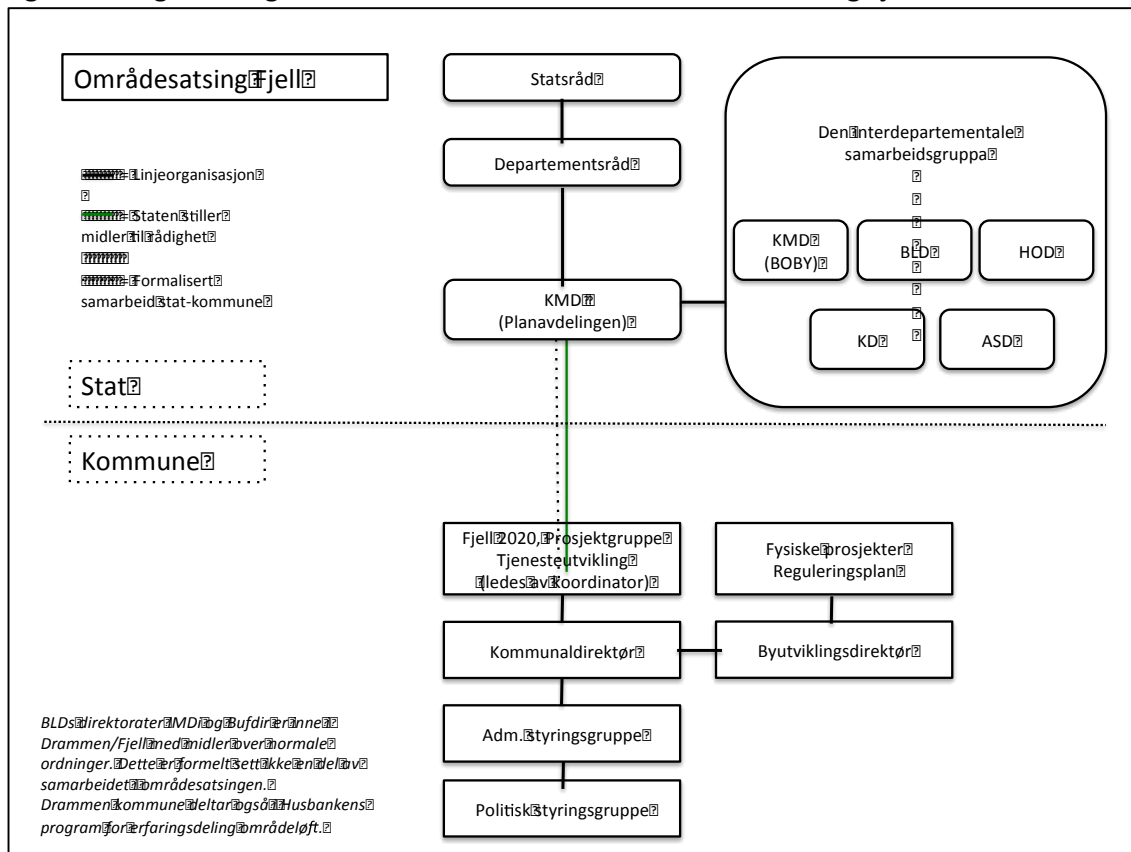 Områdesatsing Fjell
= Linjeorganisasjon
= Staten stiller
midler til rådighet
= Formalisert
samarbeid stat-kommune
Stat
Kommune
Statsråd
Departementsråd
KMD
(Planavdelingen)
Den interdepartementale
samarbeidsgruppa
KMD
(BOBY)
BLD
HOD
KD
ASD
Fjell 2020, Prosjektgruppe
Tjenesteutvikling
(ledes av koordinator)
Fysiske prosjekter
Reguleringsplan
Kommunaldirektør
Byutviklingsdirektør
Adm. styringsgruppe
Politisk styringsgruppe
BLDs direktorater IMDi og Bufdir er inne i
Drammen/Fjell med midler over normale
ordninger. Dette er formelt sett ikke en del av
samarbeidet i områdesatsingen.
Drammen kommune deltar også i Husbankens
program for erfaringsdeling områdeløft.